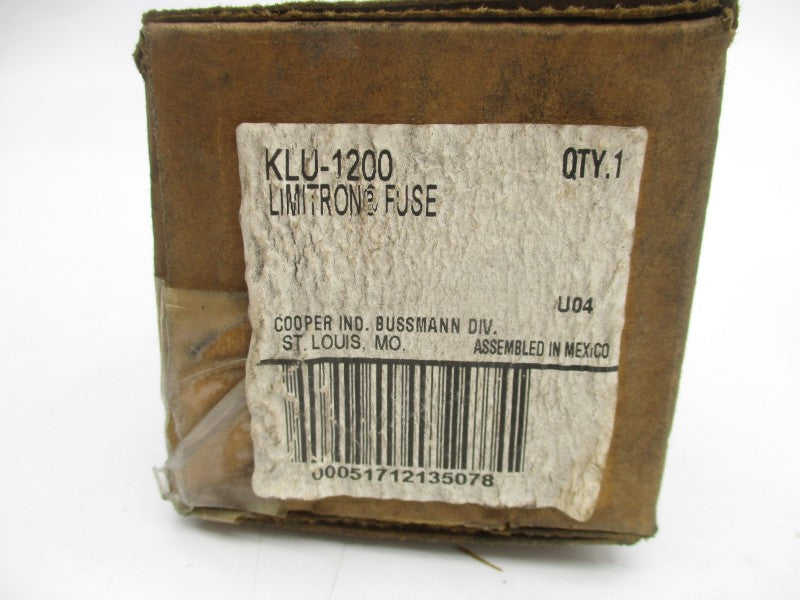 KLU-1200 QTY.1
LIMITRON® FUSE
U04
COOPER IND. BUSSMANN DIV.
ST. LOUIS, MO. ASSEMBLED IN MEXICO
00051712135078